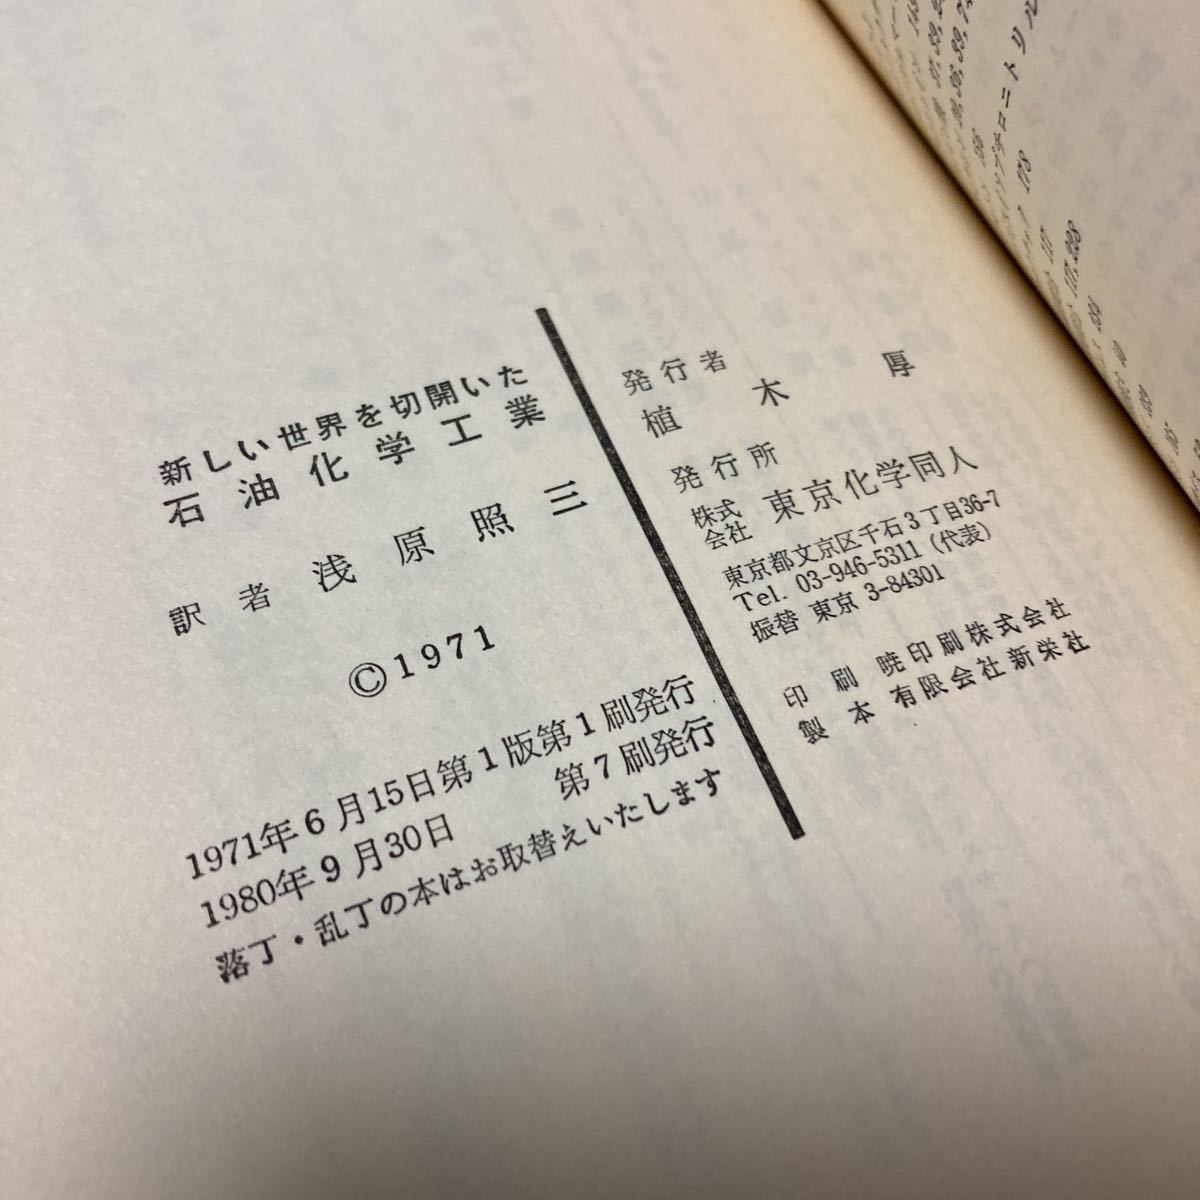 新しい世界を切開いた
石油化学工業
訳者 浅原照三
©1971
1971年6月15日第1版第1刷発行
1980年9月30日 第7刷発行
落丁・乱丁の本はお取替えいたします
発行者
植木 厚
発行所
株式会社 東京化学同人
東京都文京区千石3丁目36-7
Tel. 03-946-5311 (代表)
振替 東京 3-84301
印刷 暁印刷株式会社
製本 有限会社新栄社